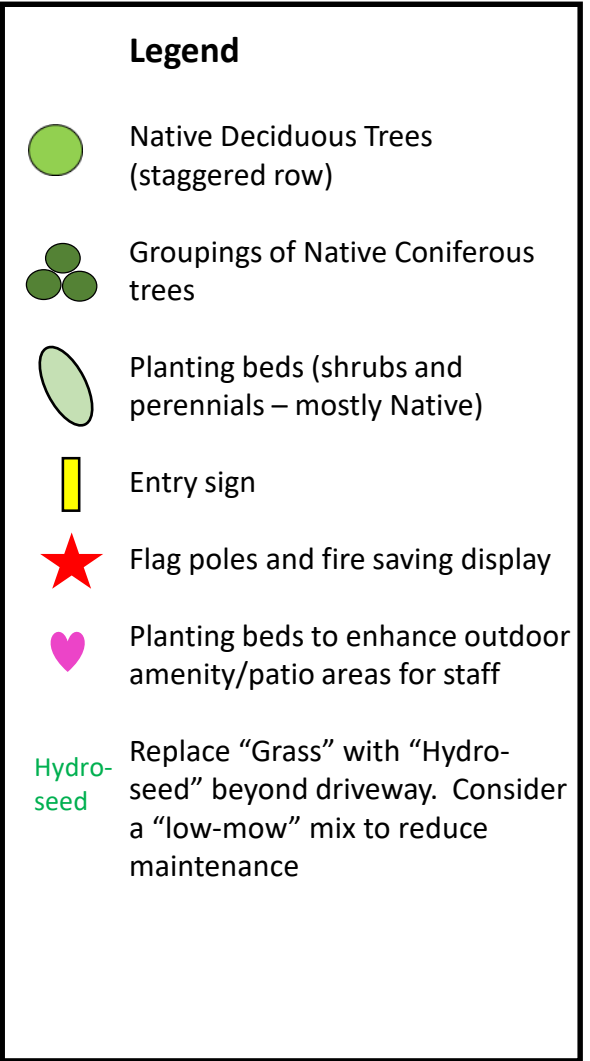 Legend
Native Deciduous Trees
(staggered row)
Groupings of Native Coniferous
trees
Planting beds (shrubs and
perennials – mostly Native)
Entry sign
Flag poles and fire saving display
Planting beds to enhance outdoor
amenity/patio areas for staff
Hydro-
seed
Replace “Grass” with “Hydro-
seed” beyond driveway.  Consider
a “low-mow” mix to reduce
maintenance